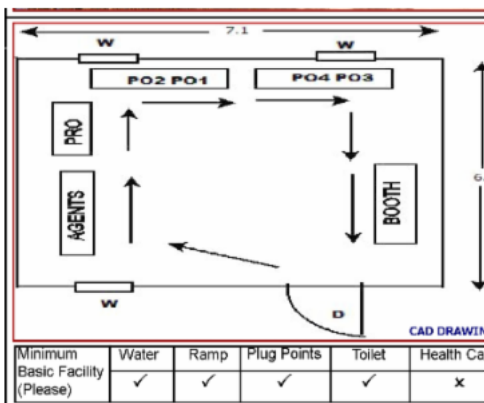 7.1
W W
PO2 PO1 PO4 PO3
PRO
AGENTS
BOOTH
W
D
CAD DRAWIN
Minimum Basic Facility (Please) Water Ramp Plug Points Toilet Health Ca
✓ ✓ ✓ ✓ x